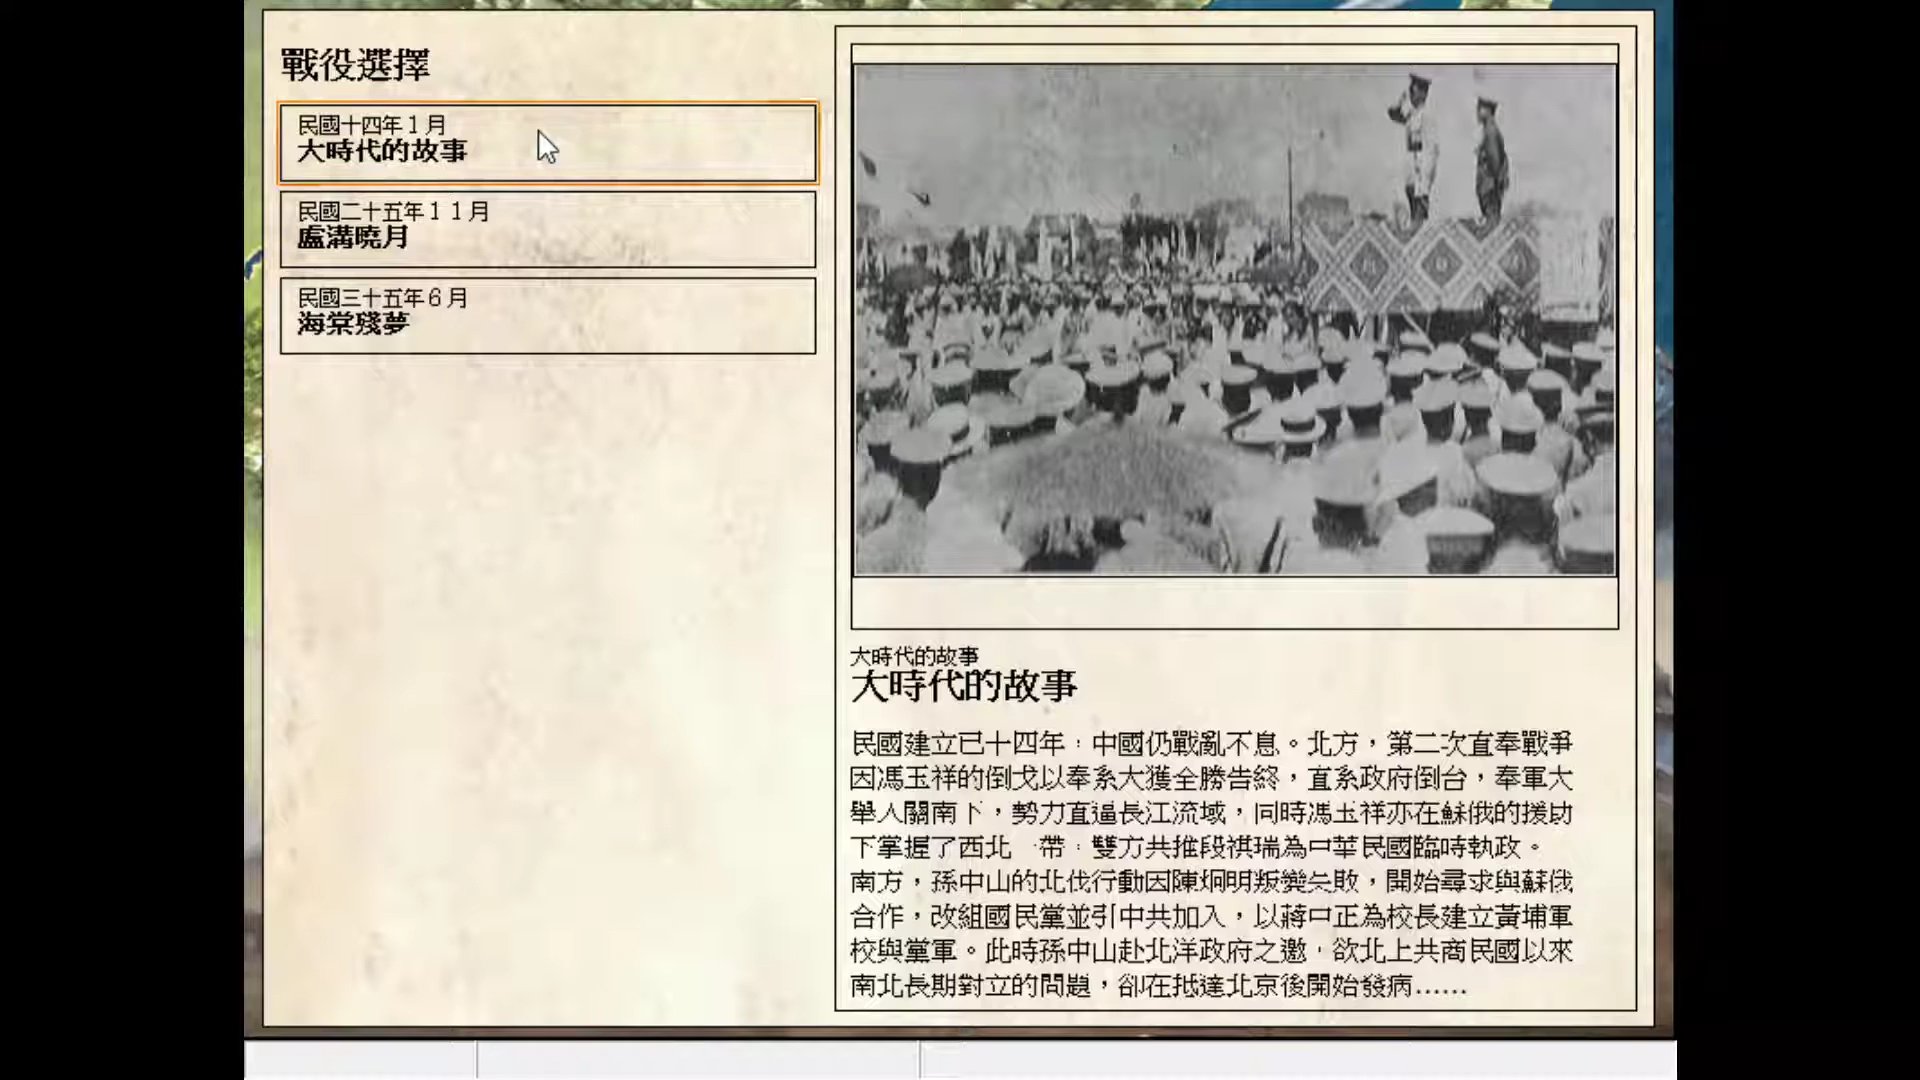 戰役選擇
民國十四年１月
大時代的故事
民國二十五年１１月
盧溝曉月
民國三十五年６月
海棠殘夢
大時代的故事
大時代的故事
民國建立已十四年，中國仍戰亂不息。北方，第二次直奉戰爭
因馮玉祥的倒戈以奉系大獲全勝告終，直系政府倒台，奉軍大
舉入關南下，勢力直逼長江流域，同時馮玉祥亦在蘇俄的援助
下掌握了西北一帶，雙方共推段祺瑞為中華民國臨時執政。
南方，孫中山的北伐行動因陳炯明叛變失敗，開始尋求與蘇俄
合作，改組國民黨並引中共加入，以蔣中正為校長建立黃埔軍
校與黨軍。此時孫中山赴北洋政府之邀，欲北上共商民國以來
南北長期對立的問題，卻在抵達北京後開始發病......